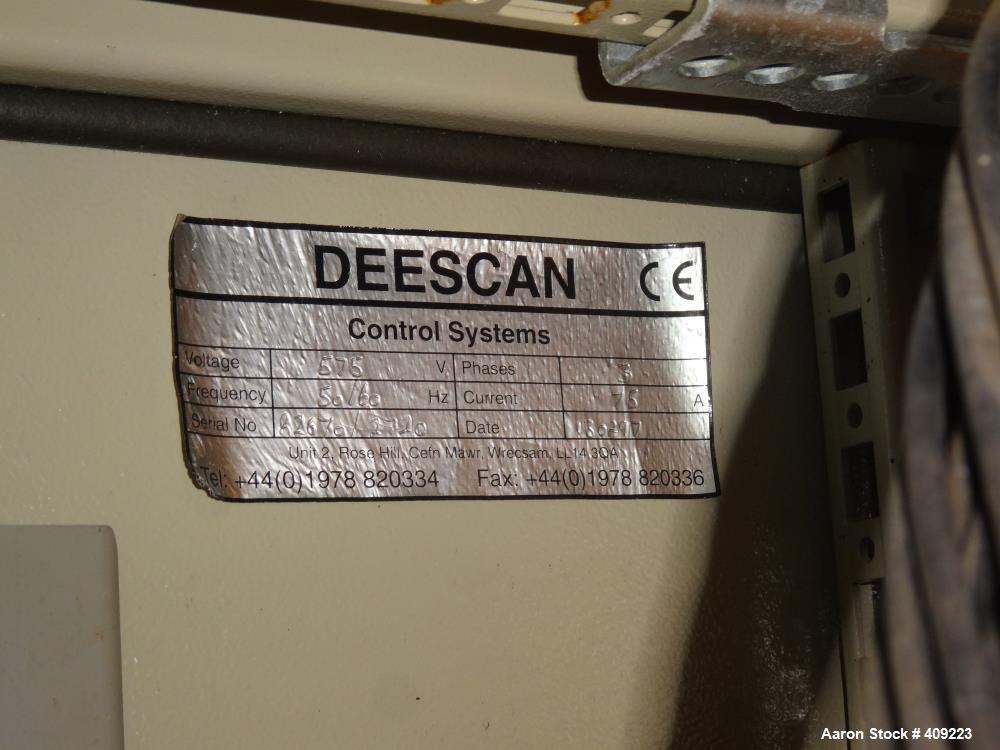 DEESCAN CE
Control Systems
Voltage 575 V Phases 3
Frequency 50/60 Hz Current 75 A
Serial No Date
Unit 2, Rose Hill, Cefn Mawr, Wrecsam, LL14 3QA
Tel: +44(0)1978 820334 Fax: +44(0)1978 820336
Aaron Stock # 409223